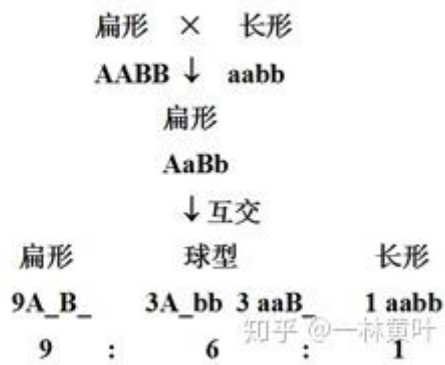 扁形 × 长形
AABB ↓ aabb
扁形
AaBb
↓互交
扁形 球型 长形
9A_B_ 3A_bb 3 aaB_ 1 aabb
9 : 6 : 1
知乎 @一林黄叶